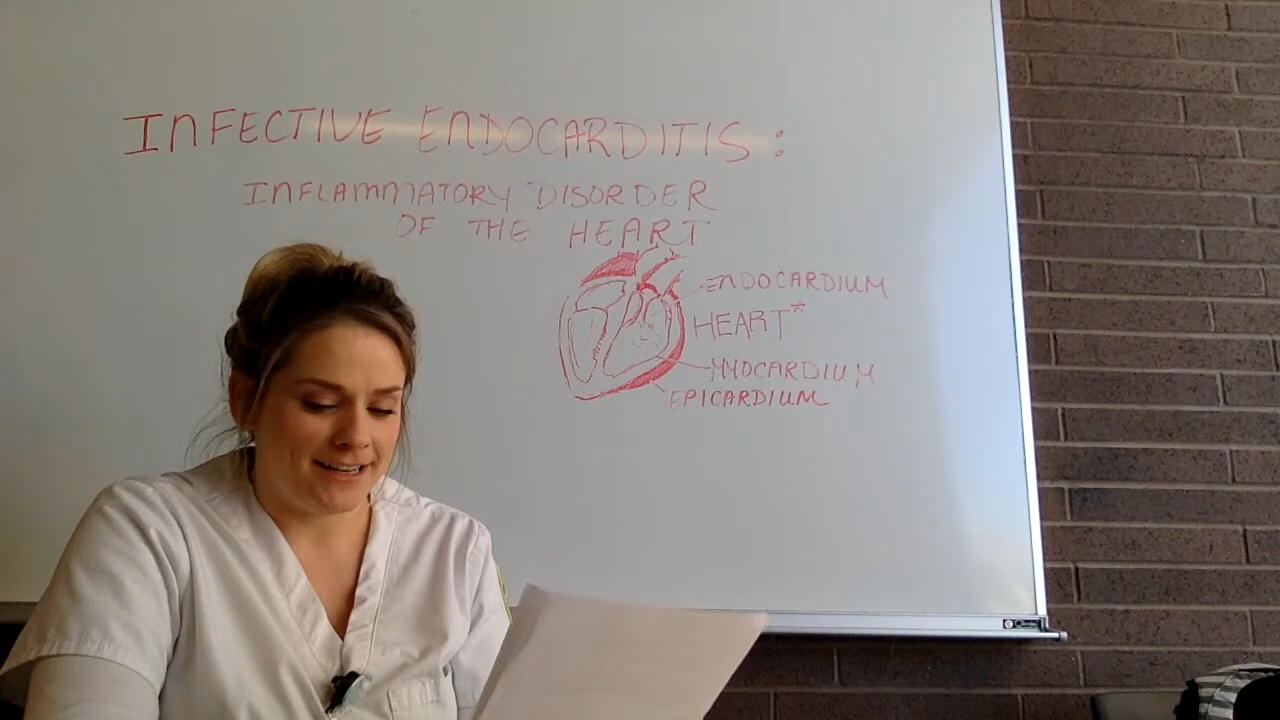 INFECTIVE ENDOCARDITIS:
INFLAMMATORY DISORDER
OF THE HEART
ENDOCARDIUM
HEART*
MYOCARDIUM
EPICARDIUM